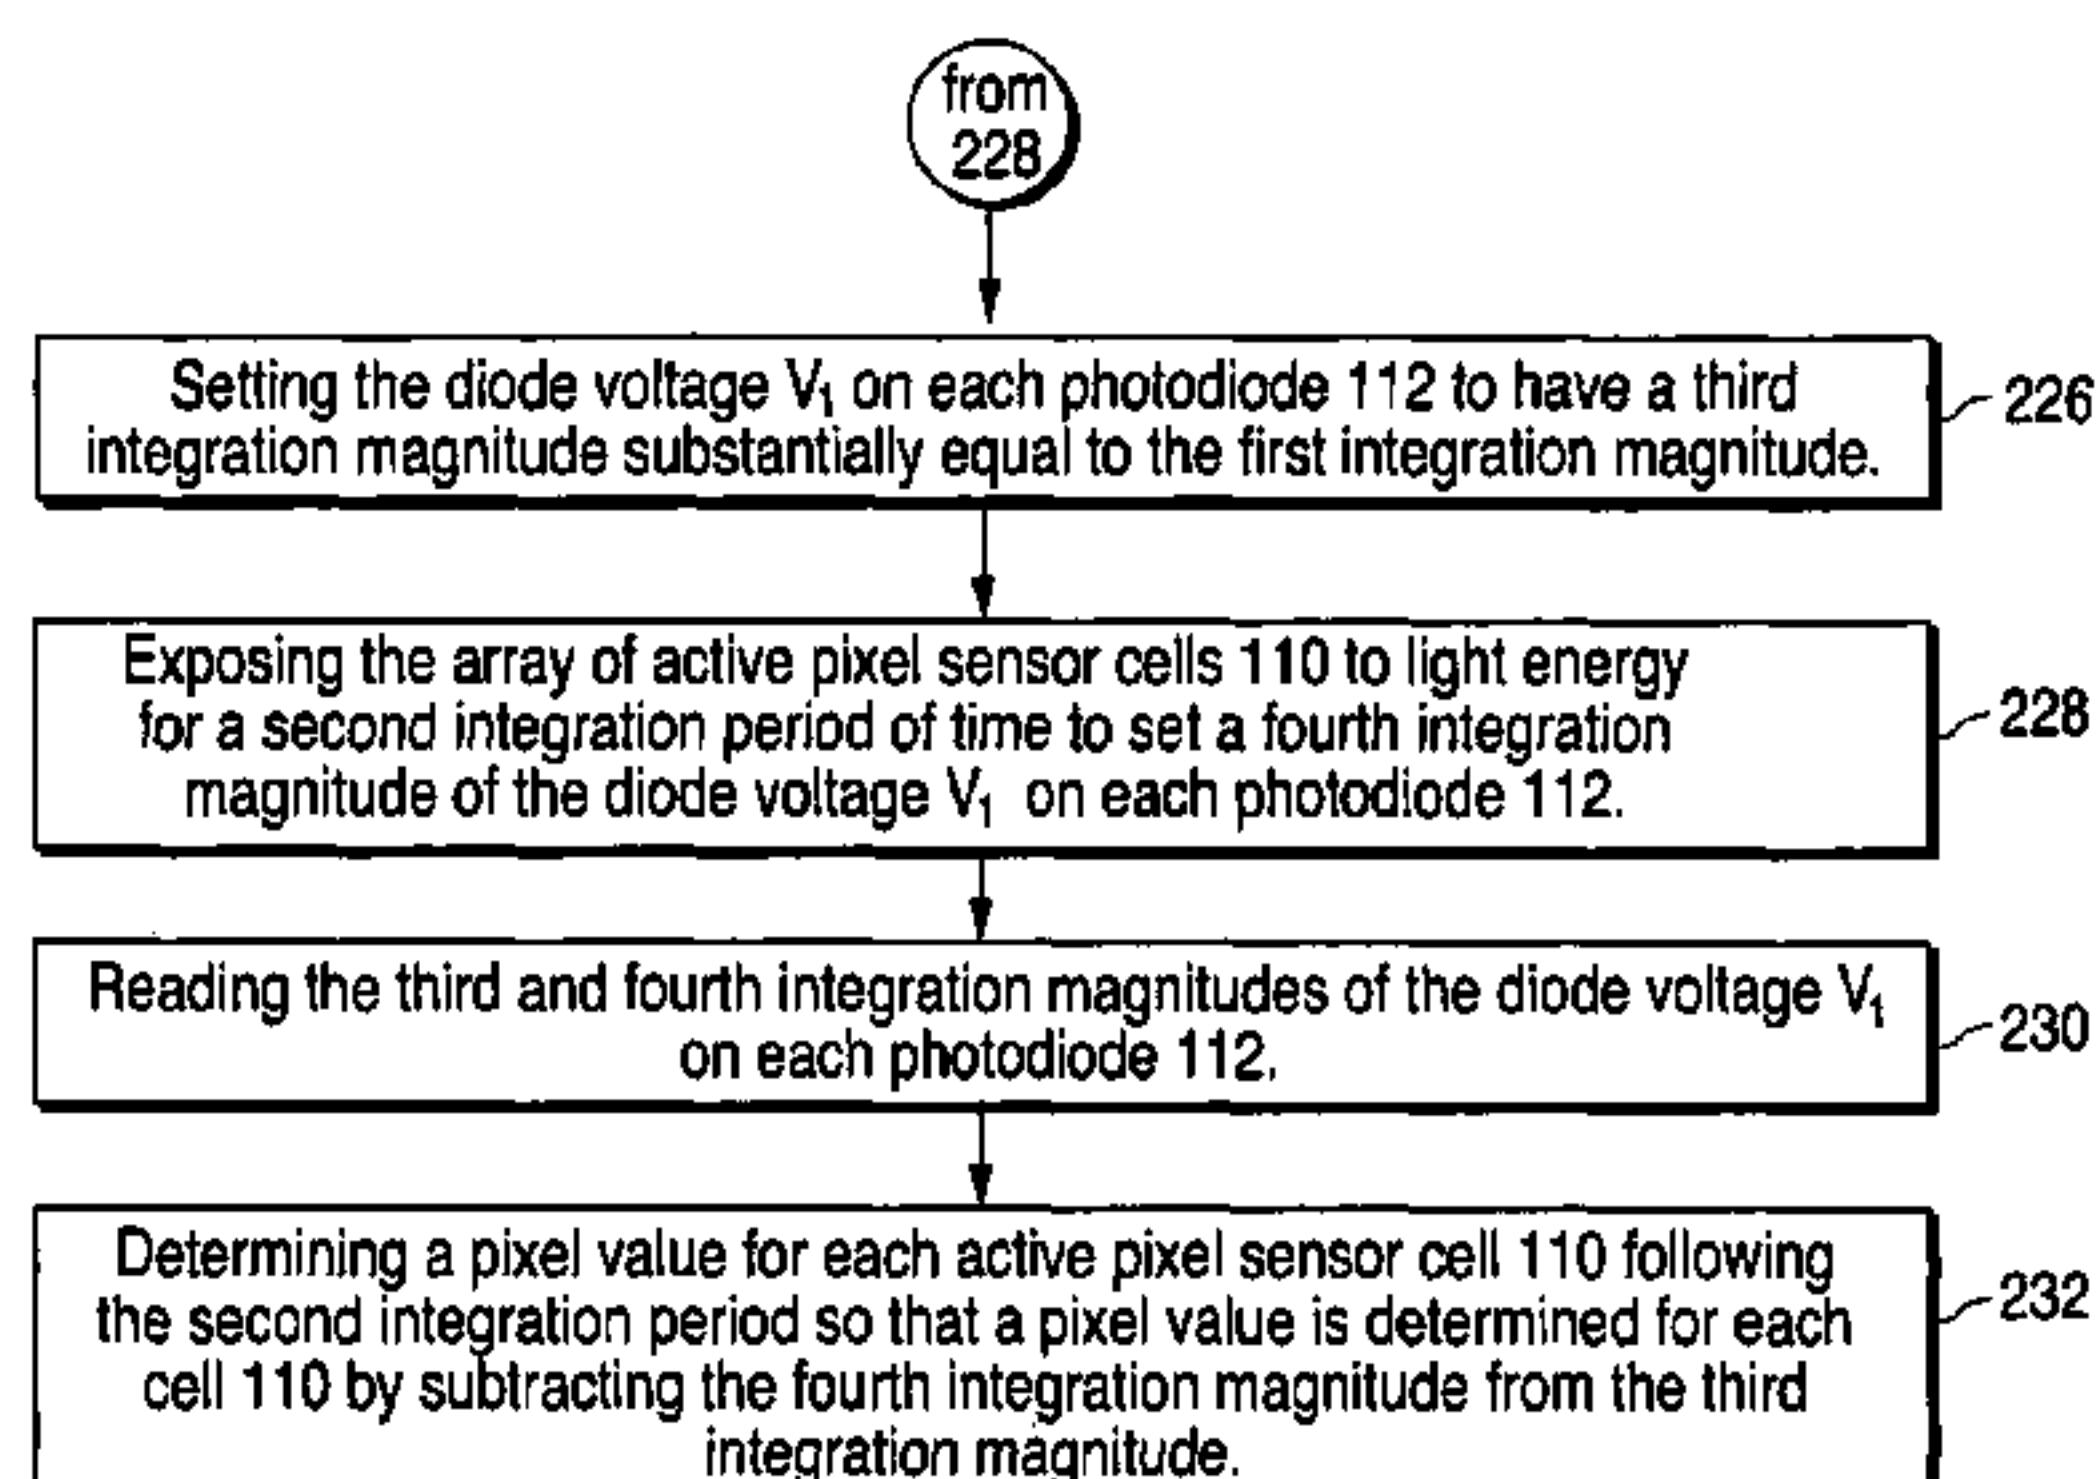 from
228
Setting the diode voltage V₁ on each photodiode 112 to have a third
integration magnitude substantially equal to the first integration magnitude.
226
Exposing the array of active pixel sensor cells 110 to light energy
for a second integration period of time to set a fourth integration
magnitude of the diode voltage V₁ on each photodiode 112.
228
Reading the third and fourth integration magnitudes of the diode voltage V₁
on each photodiode 112.
230
Determining a pixel value for each active pixel sensor cell 110 following
the second integration period so that a pixel value is determined for each
cell 110 by subtracting the fourth integration magnitude from the third
integration magnitude.
232